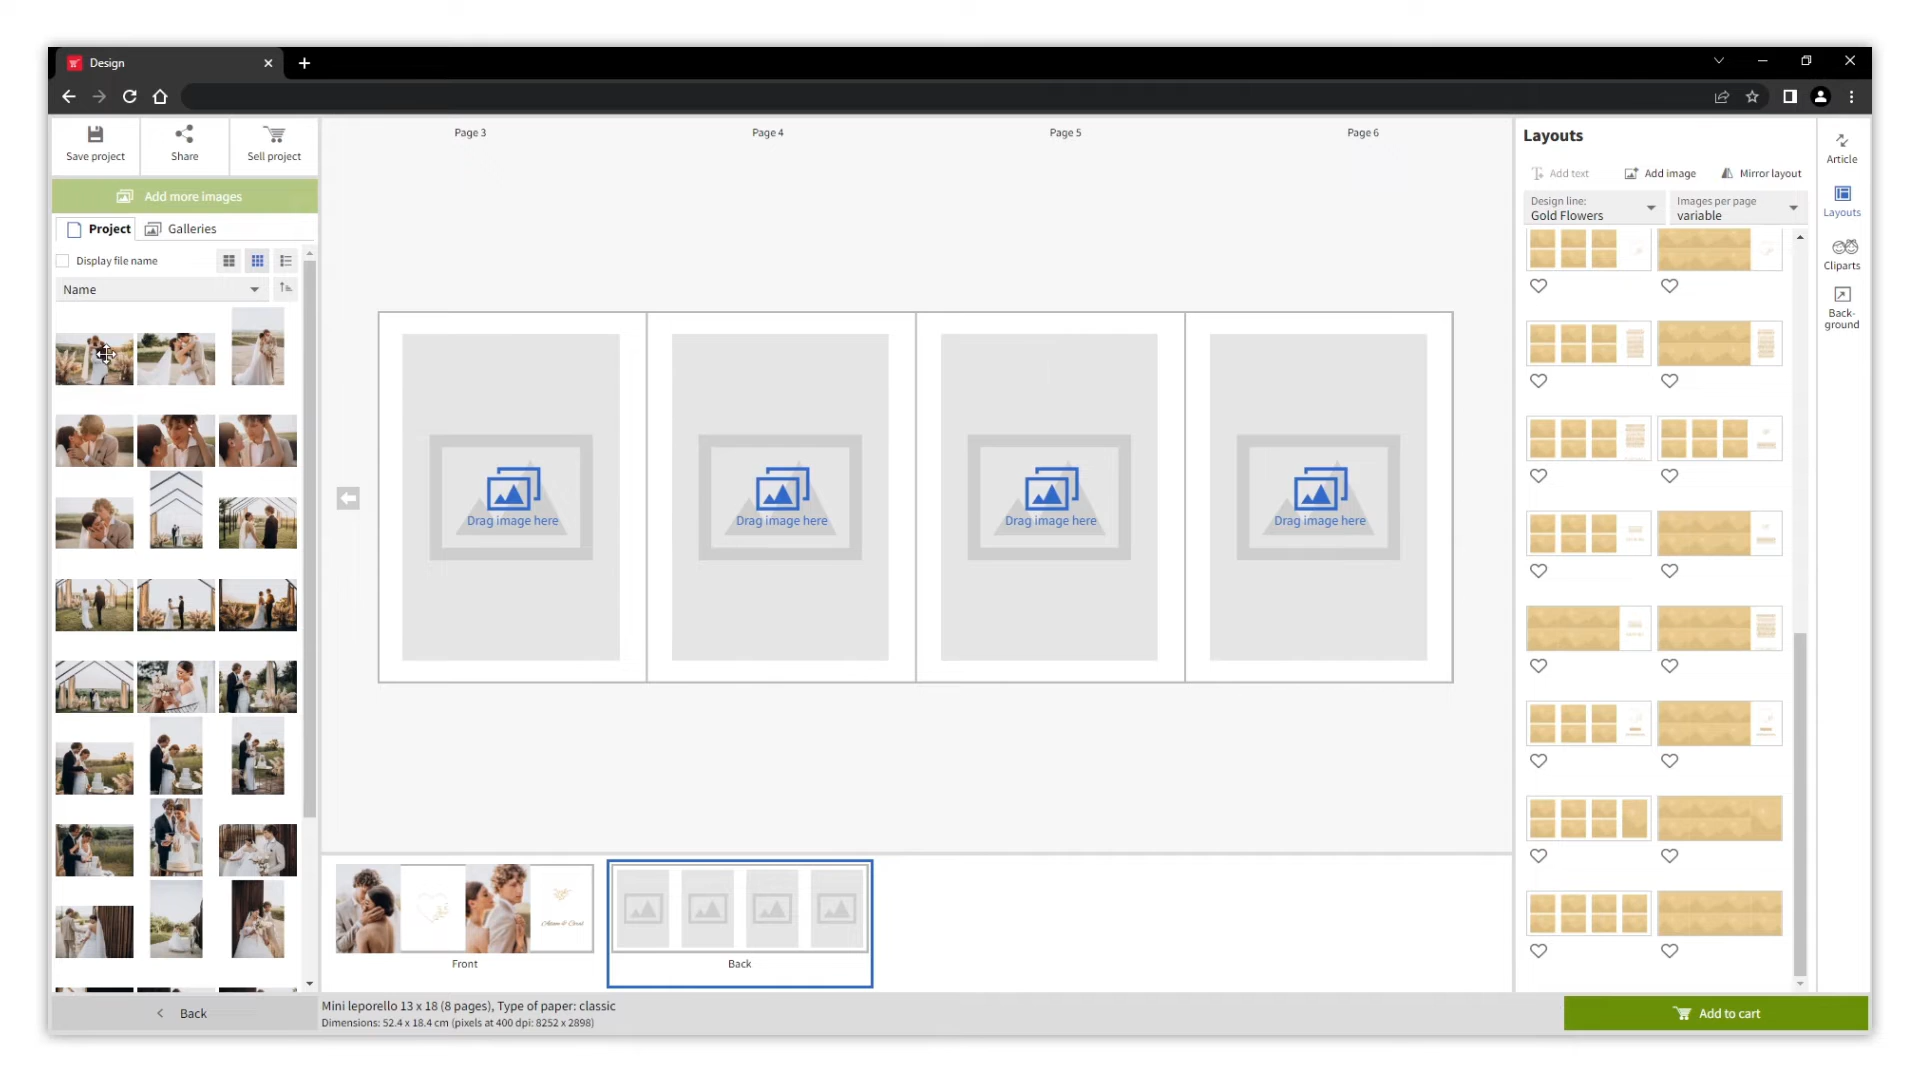 Design
Save project
Share
Sell project
Add more images
Project
Galleries
Display file name
Name
Page 3
Page 4
Page 5
Page 6
Drag image here
Drag image here
Drag image here
Drag image here
Front
Back
Layouts
Add text
Add image
Mirror layout
Design line:
Gold Flowers
Images per page
variable
Article
Layouts
Cliparts
Back-
ground
Back
Mini leporello 13 x 18 (8 pages), Type of paper: classic
Dimensions: 52.4 x 18.4 cm (pixels at 400 dpi: 8252 x 2898)
Add to cart